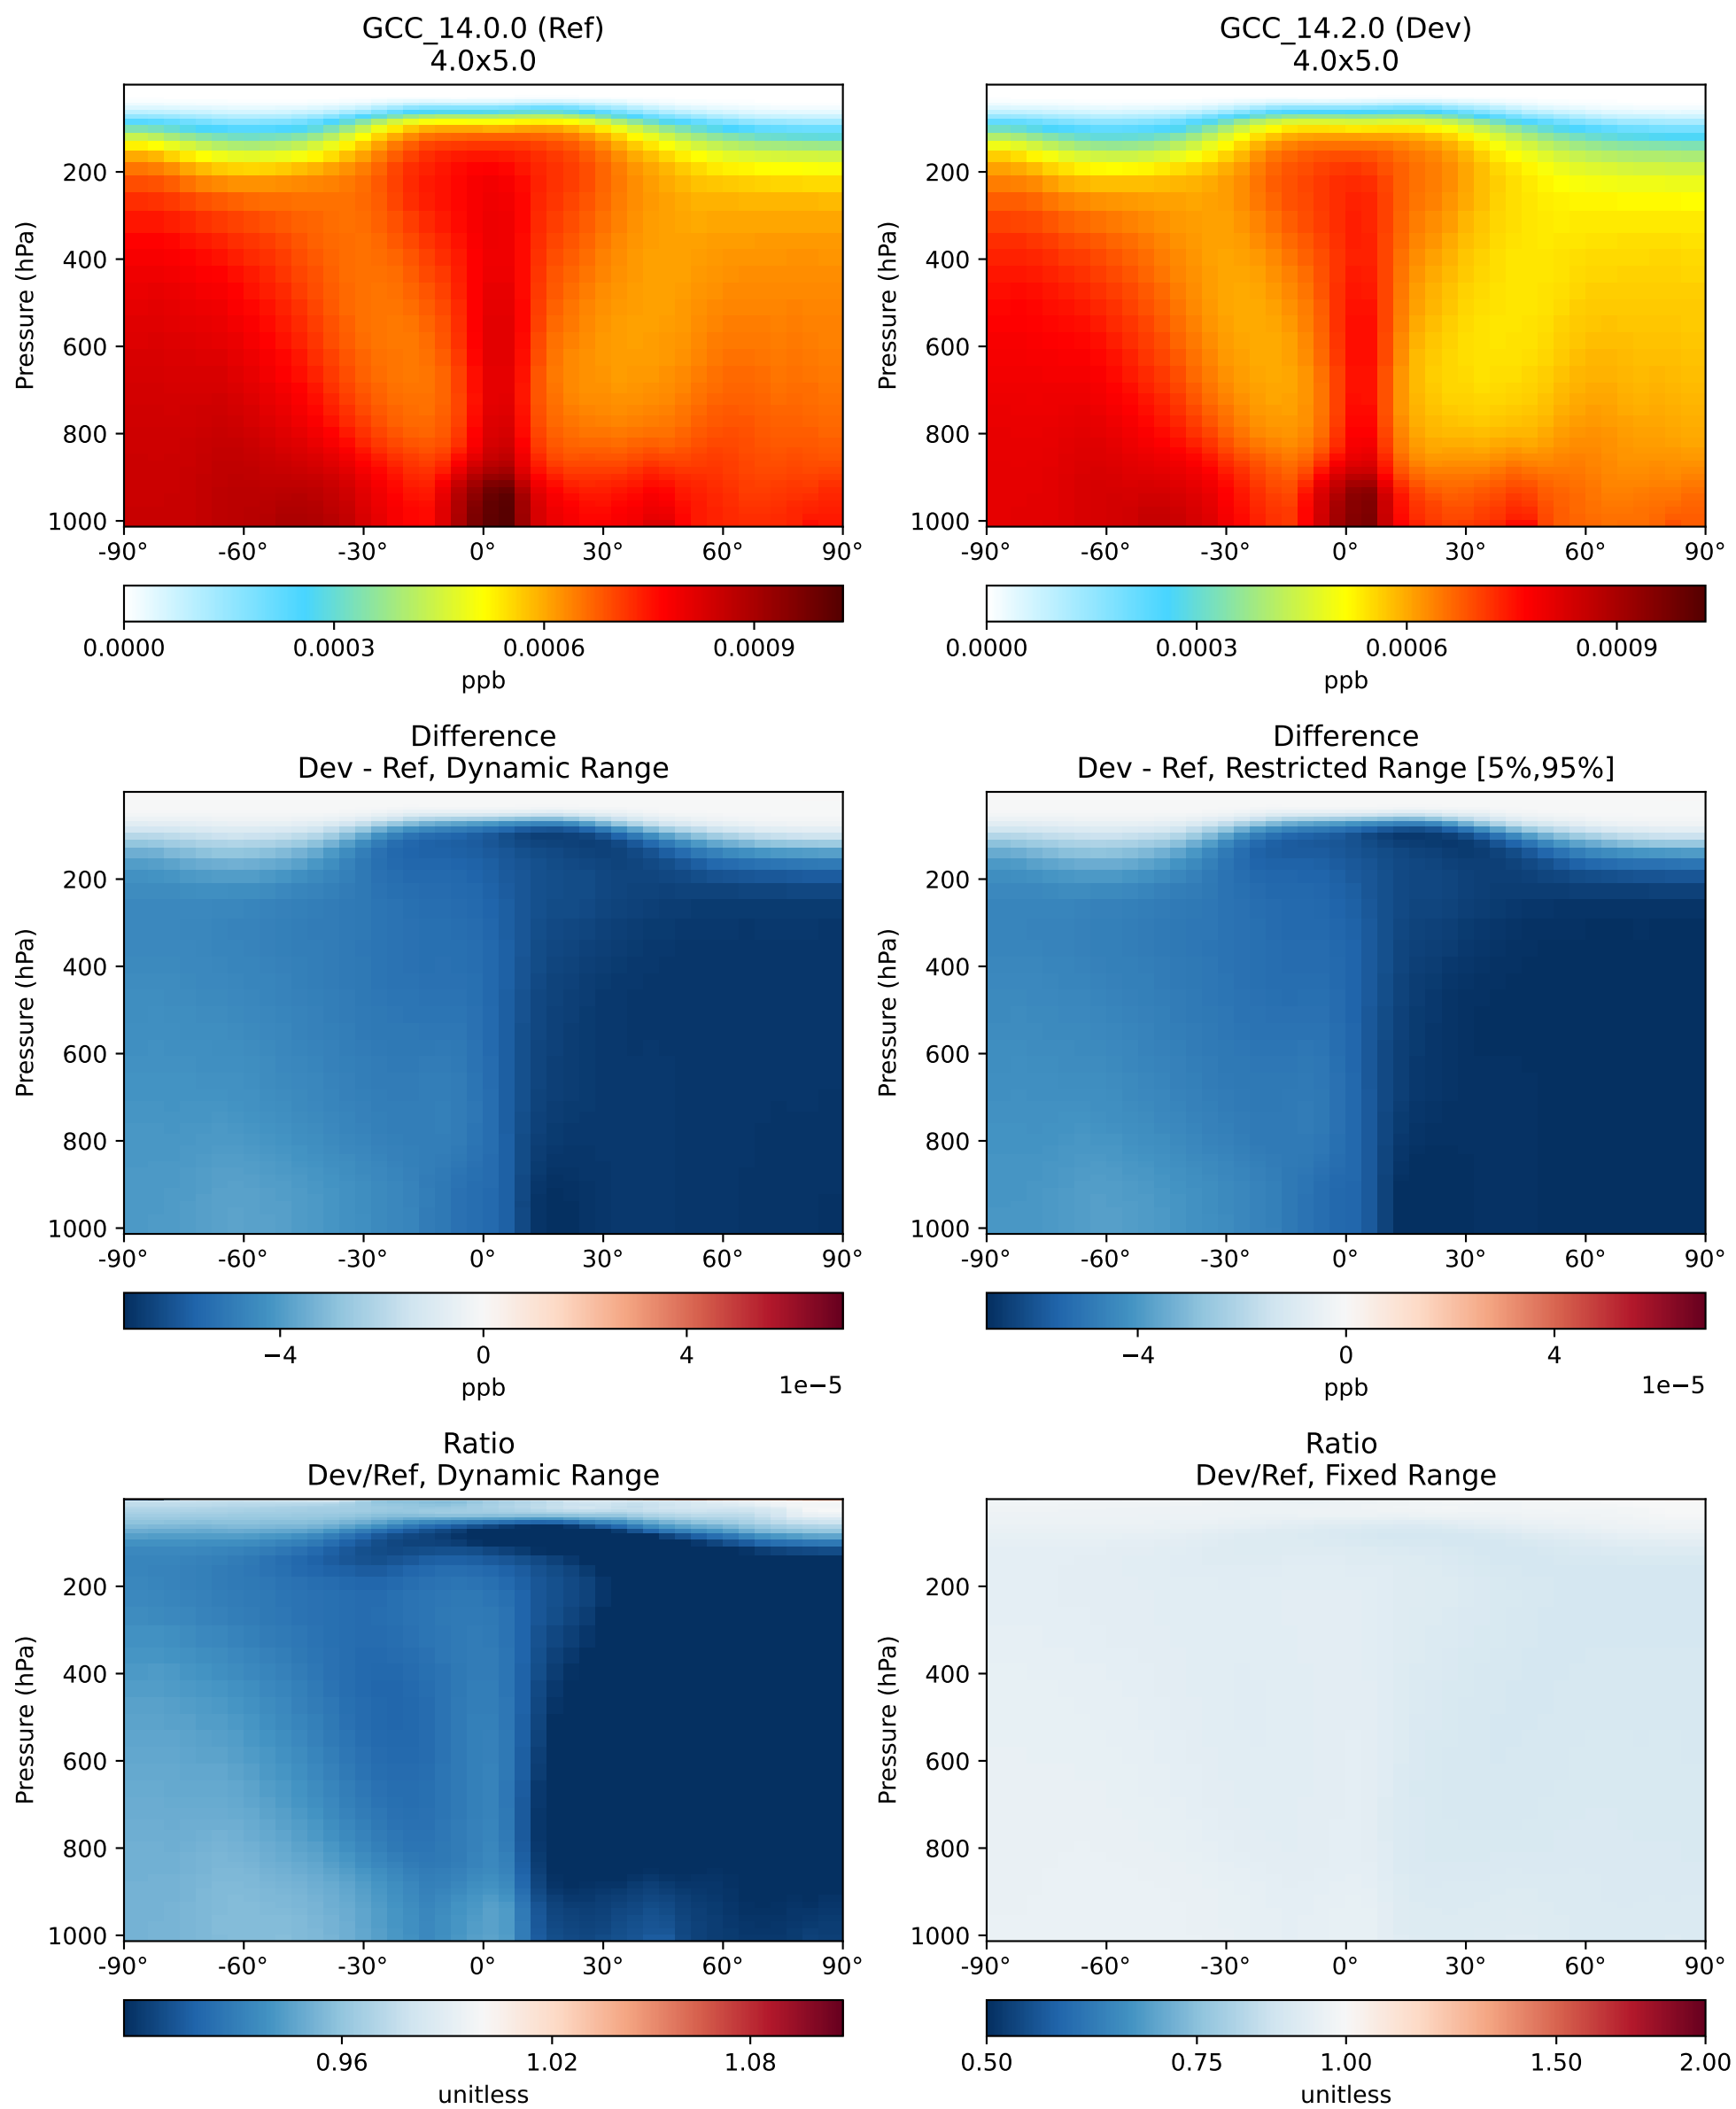 GCC_14.0.0 (Ref)
4.0x5.0
Pressure (hPa)
200
400
600
800
1000
-90° -60° -30° 0° 30° 60° 90°
0.0000 0.0003 0.0006 0.0009
ppb
GCC_14.2.0 (Dev)
4.0x5.0
Pressure (hPa)
200
400
600
800
1000
-90° -60° -30° 0° 30° 60° 90°
0.0000 0.0003 0.0006 0.0009
ppb
Difference
Dev - Ref, Dynamic Range
Pressure (hPa)
200
400
600
800
1000
-90° -60° -30° 0° 30° 60° 90°
−4 0 4
ppb
1e−5
Difference
Dev - Ref, Restricted Range [5%,95%]
Pressure (hPa)
200
400
600
800
1000
-90° -60° -30° 0° 30° 60° 90°
−4 0 4
ppb
1e−5
Ratio
Dev/Ref, Dynamic Range
Pressure (hPa)
200
400
600
800
1000
-90° -60° -30° 0° 30° 60° 90°
0.96 1.02 1.08
unitless
Ratio
Dev/Ref, Fixed Range
Pressure (hPa)
200
400
600
800
1000
-90° -60° -30° 0° 30° 60° 90°
0.50 0.75 1.00 1.50 2.00
unitless